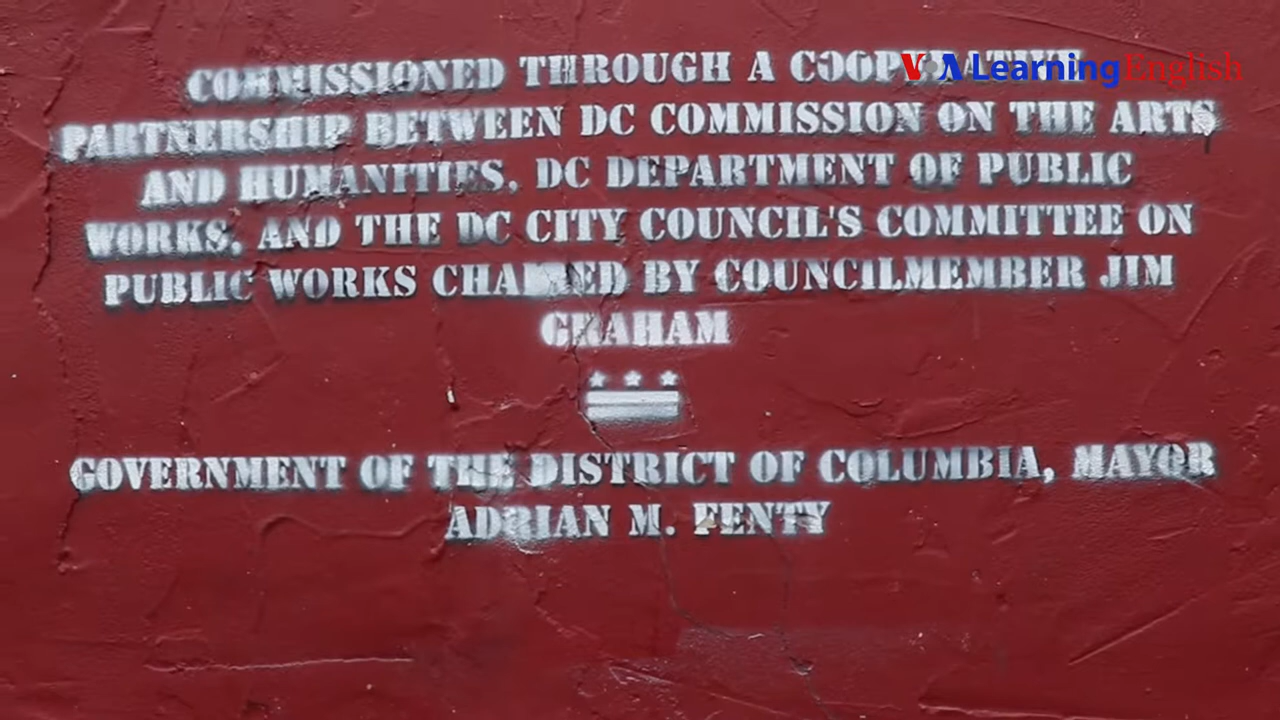 VOA Learning English
COMMISSIONED THROUGH A COOPERATIVE
PARTNERSHIP BETWEEN DC COMMISSION ON THE ARTS
AND HUMANITIES, DC DEPARTMENT OF PUBLIC
WORKS, AND THE DC CITY COUNCIL'S COMMITTEE ON
PUBLIC WORKS CHAIRED BY COUNCILMEMBER JIM
GRAHAM
GOVERNMENT OF THE DISTRICT OF COLUMBIA, MAYOR
ADRIAN M. FENTY